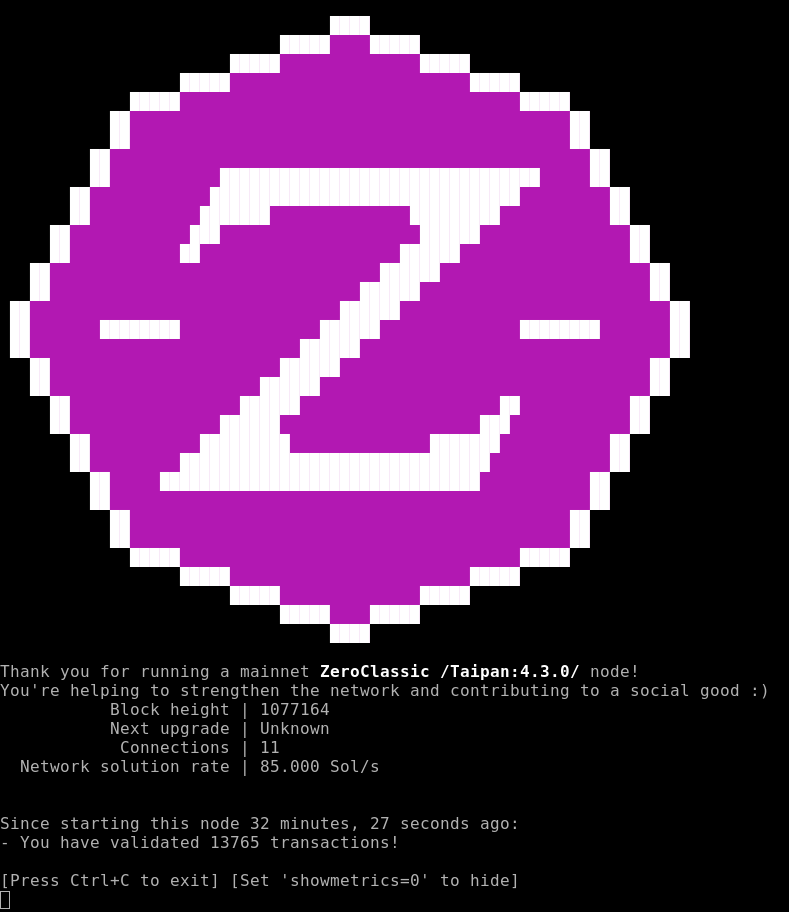 Thank you for running a mainnet ZeroClassic /Taipan:4.3.0/ node!
You're helping to strengthen the network and contributing to a social good :)
Block height | 1077164
Next upgrade | Unknown
Connections | 11
Network solution rate | 85.000 Sol/s
Since starting this node 32 minutes, 27 seconds ago:
- You have validated 13765 transactions!
[Press Ctrl+C to exit] [Set 'showmetrics=0' to hide]